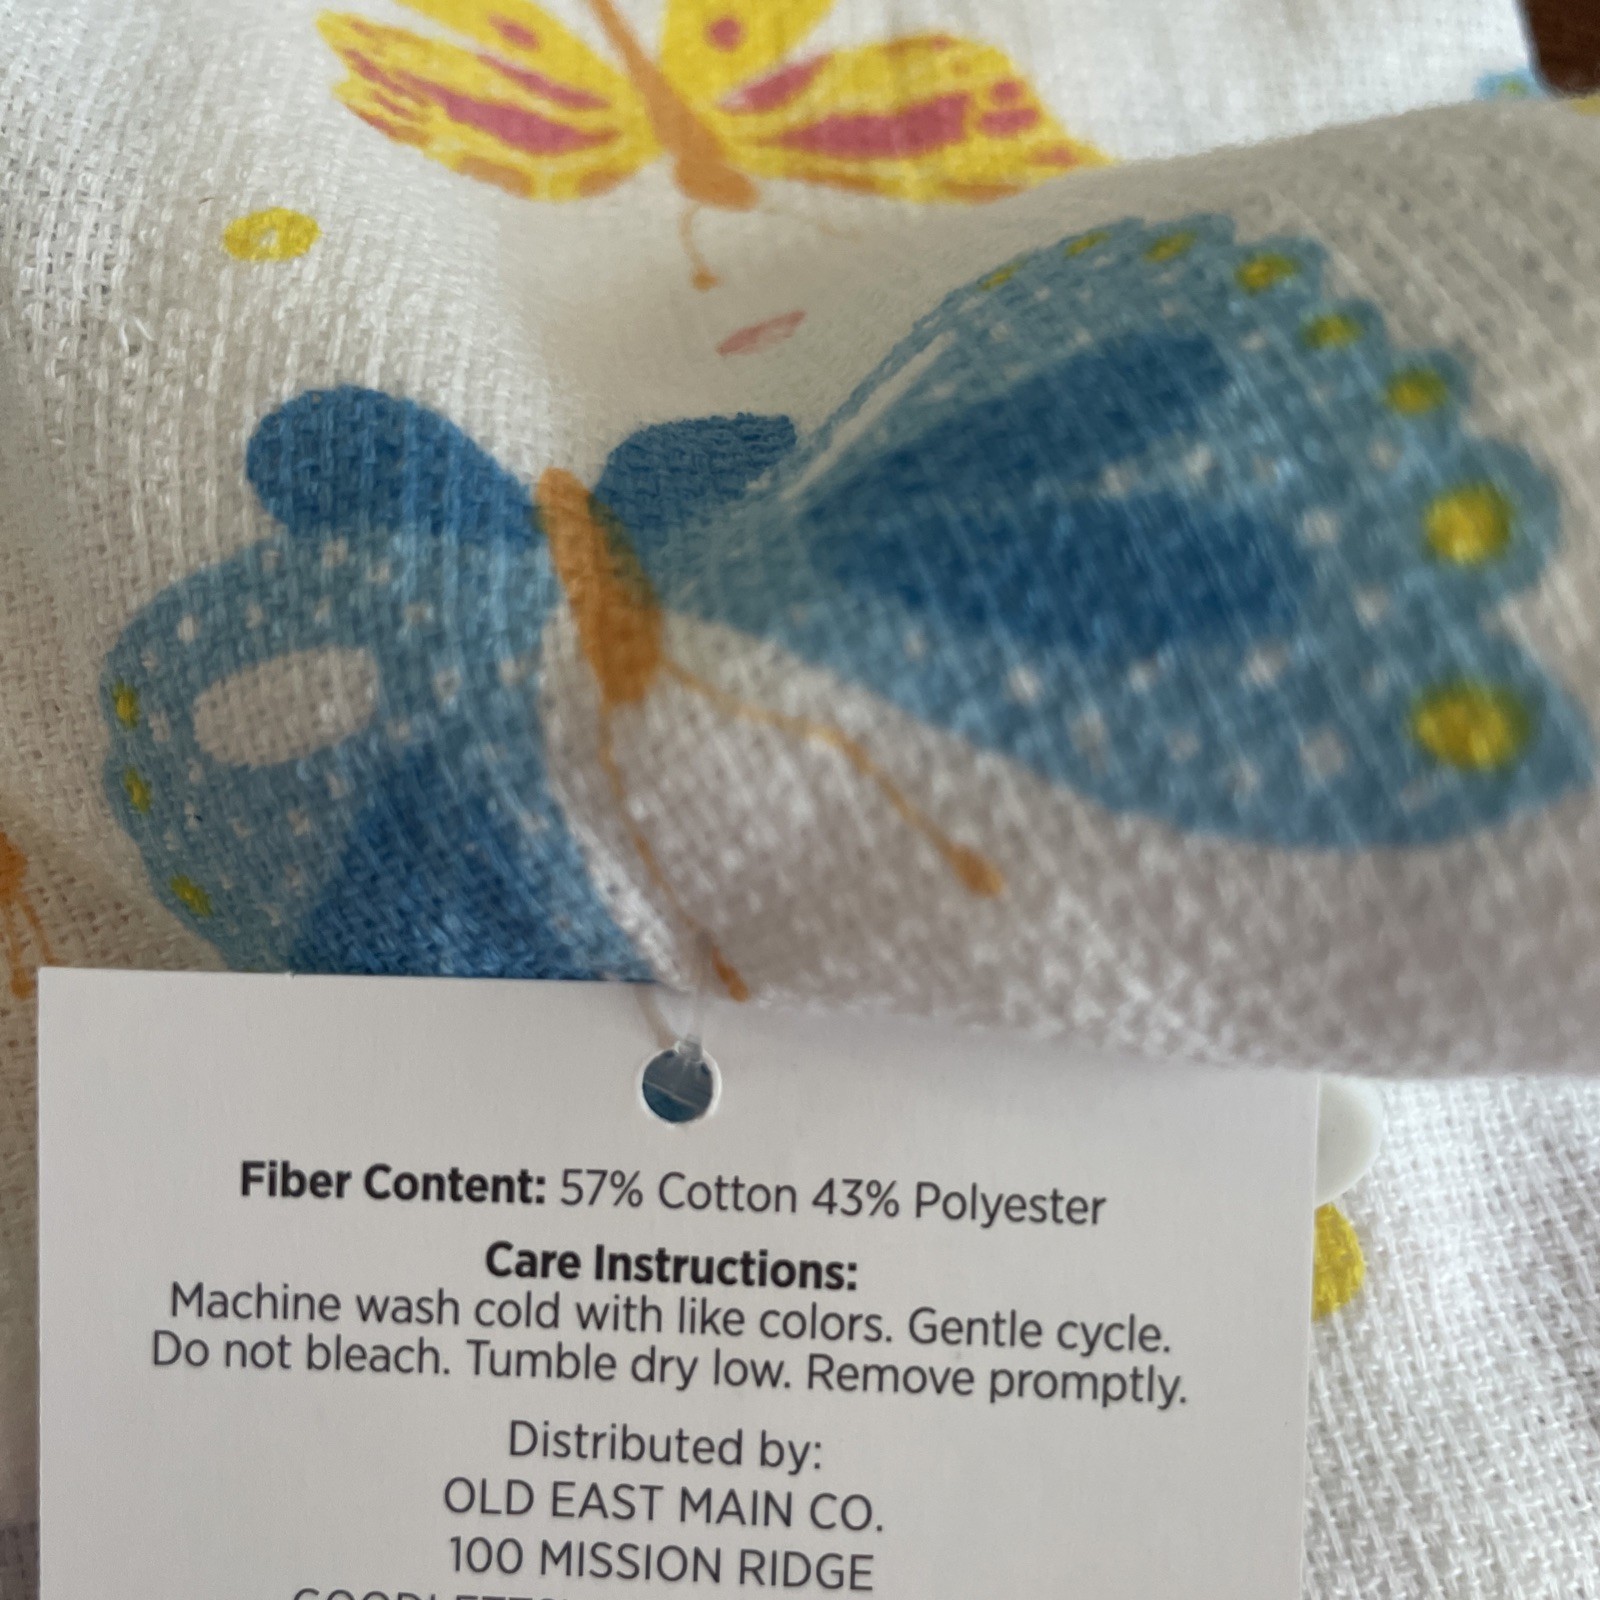 Fiber Content: 57% Cotton 43% Polyester
Care Instructions:
Machine wash cold with like colors. Gentle cycle.
Do not bleach. Tumble dry low. Remove promptly.
Distributed by:
OLD EAST MAIN CO.
100 MISSION RIDGE